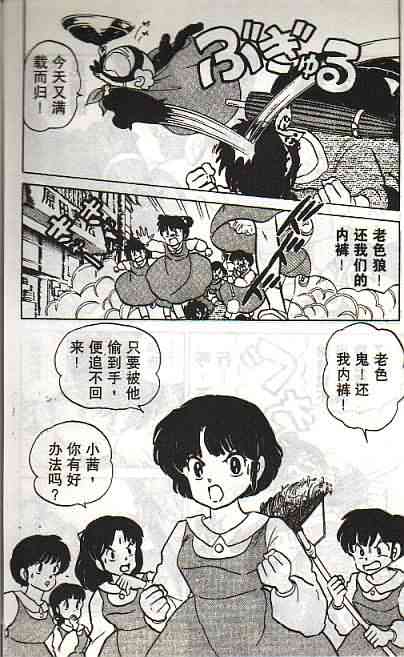 今天又满
载而归！
ぶぎゅる
老色狼！
还我们的
内裤！
老色
鬼！还
我内裤！
只要被他
偷到手，
便追不回
来！
小茜，
你有好
办法吗？